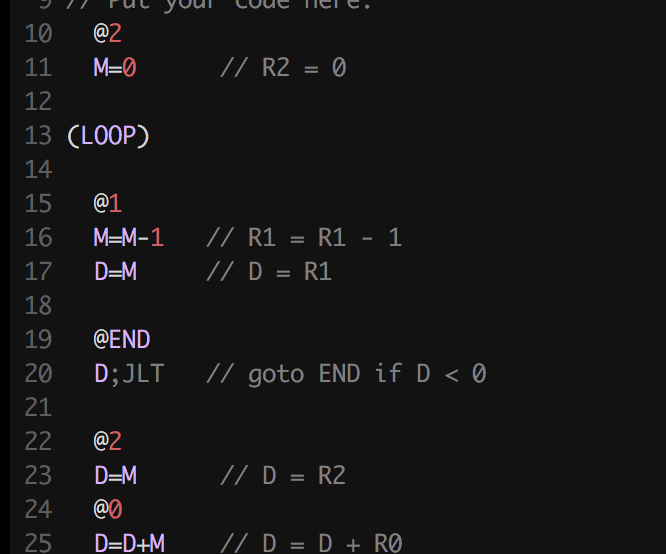 9 // Put your code here.
10 @2
11 M=0 // R2 = 0
12
13 (LOOP)
14
15 @1
16 M=M-1 // R1 = R1 - 1
17 D=M // D = R1
18
19 @END
20 D;JLT // goto END if D < 0
21
22 @2
23 D=M // D = R2
24 @0
25 D=D+M // D = D + R0